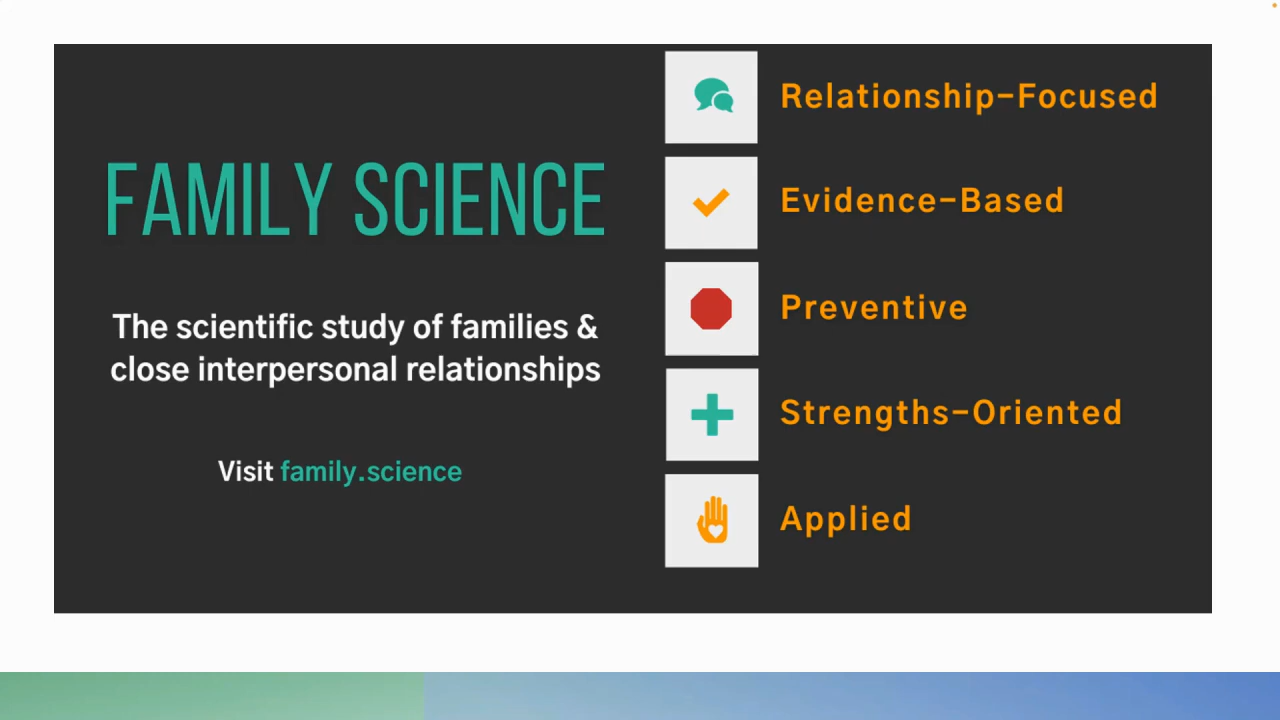 FAMILY SCIENCE
The scientific study of families &
close interpersonal relationships
Visit family.science
Relationship-Focused
Evidence-Based
Preventive
Strengths-Oriented
Applied